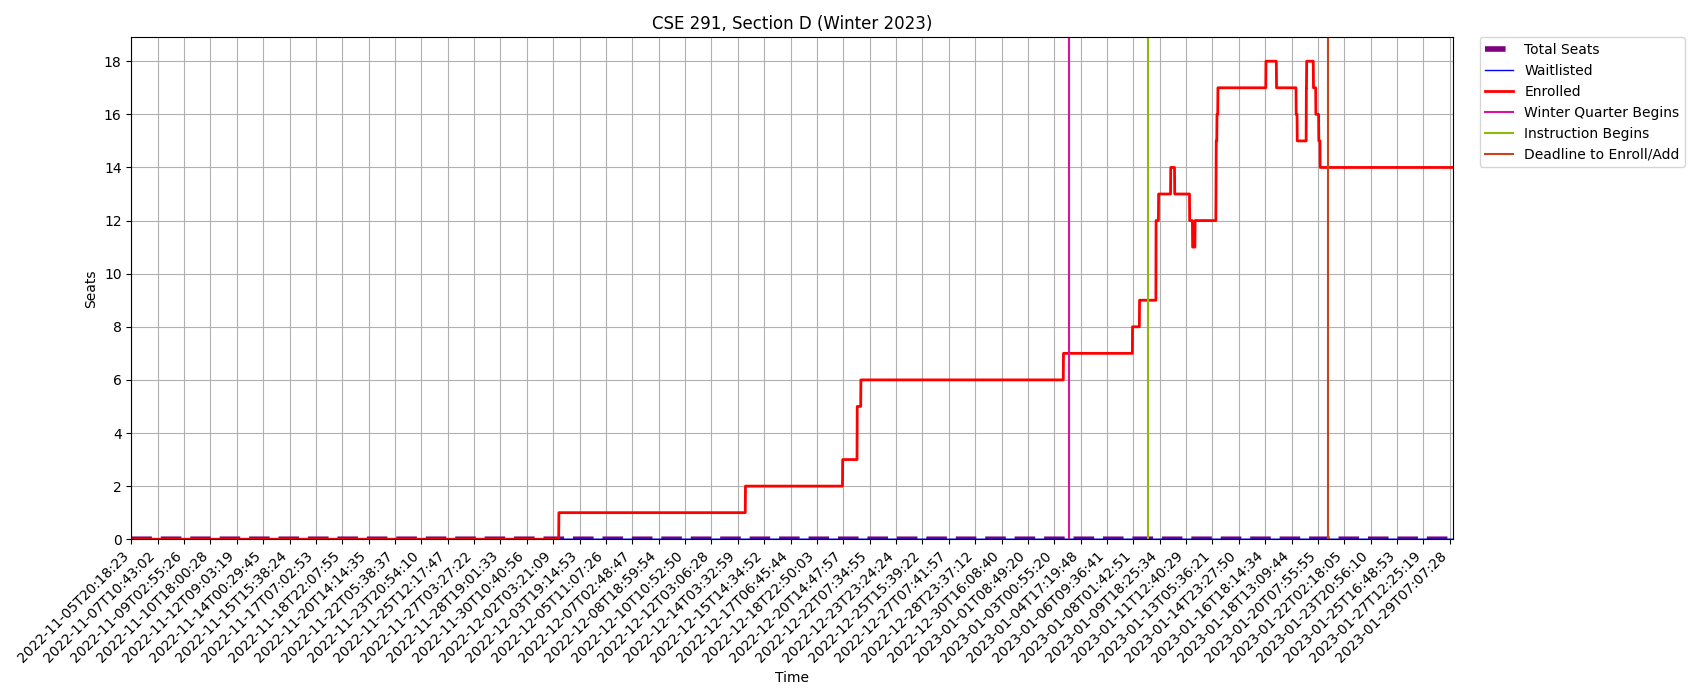 CSE 291, Section D (Winter 2023)
Total Seats
Waitlisted
Enrolled
Winter Quarter Begins
Instruction Begins
Deadline to Enroll/Add
Seats
18
16
14
12
10
8
6
4
2
0
2022-11-05T20:18:23
2022-11-07T10:43:02
2022-11-09T02:55:26
2022-11-10T18:00:28
2022-11-12T09:03:19
2022-11-14T00:29:45
2022-11-15T15:38:24
2022-11-17T07:02:53
2022-11-18T22:07:55
2022-11-20T14:14:35
2022-11-22T05:38:37
2022-11-23T20:54:10
2022-11-25T12:17:47
2022-11-27T03:27:22
2022-11-28T19:01:33
2022-11-30T10:40:56
2022-12-02T03:21:09
2022-12-03T19:14:53
2022-12-05T11:07:26
2022-12-07T02:48:47
2022-12-08T18:59:54
2022-12-10T10:52:50
2022-12-12T03:06:28
2022-12-14T03:32:59
2022-12-15T14:34:52
2022-12-17T06:45:44
2022-12-18T22:50:03
2022-12-20T14:47:57
2022-12-22T07:34:55
2022-12-23T23:24:24
2022-12-25T15:39:22
2022-12-27T07:41:57
2022-12-28T23:37:12
2022-12-30T16:08:40
2023-01-01T08:49:20
2023-01-03T00:55:20
2023-01-04T17:19:48
2023-01-06T09:36:41
2023-01-08T01:42:51
2023-01-09T18:25:34
2023-01-11T12:40:29
2023-01-13T05:36:21
2023-01-14T23:27:50
2023-01-16T18:14:34
2023-01-18T13:09:44
2023-01-20T07:55:55
2023-01-22T02:18:05
2023-01-23T20:56:10
2023-01-25T16:48:53
2023-01-27T12:25:19
2023-01-29T07:07:28
Time